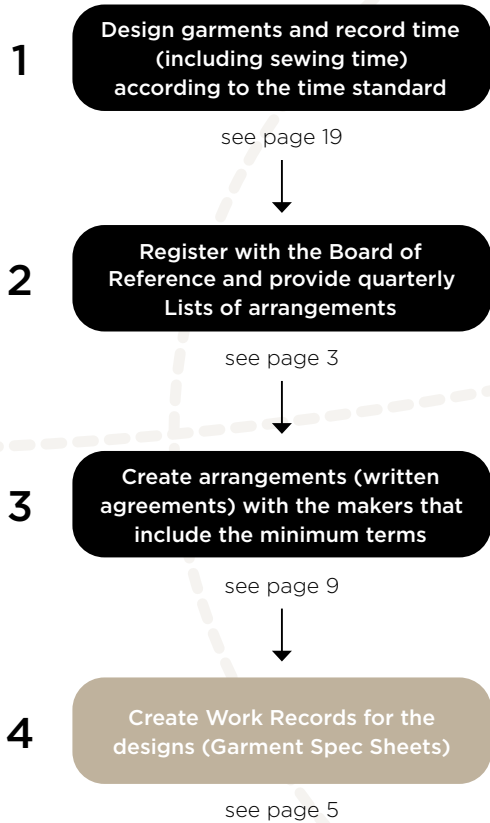 1
Design garments and record time
(including sewing time)
according to the time standard
see page 19
2
Register with the Board of
Reference and provide quarterly
Lists of arrangements
see page 3
3
Create arrangements (written
agreements) with the makers that
include the minimum terms
see page 9
4
Create Work Records for the
designs (Garment Spec Sheets)
see page 5